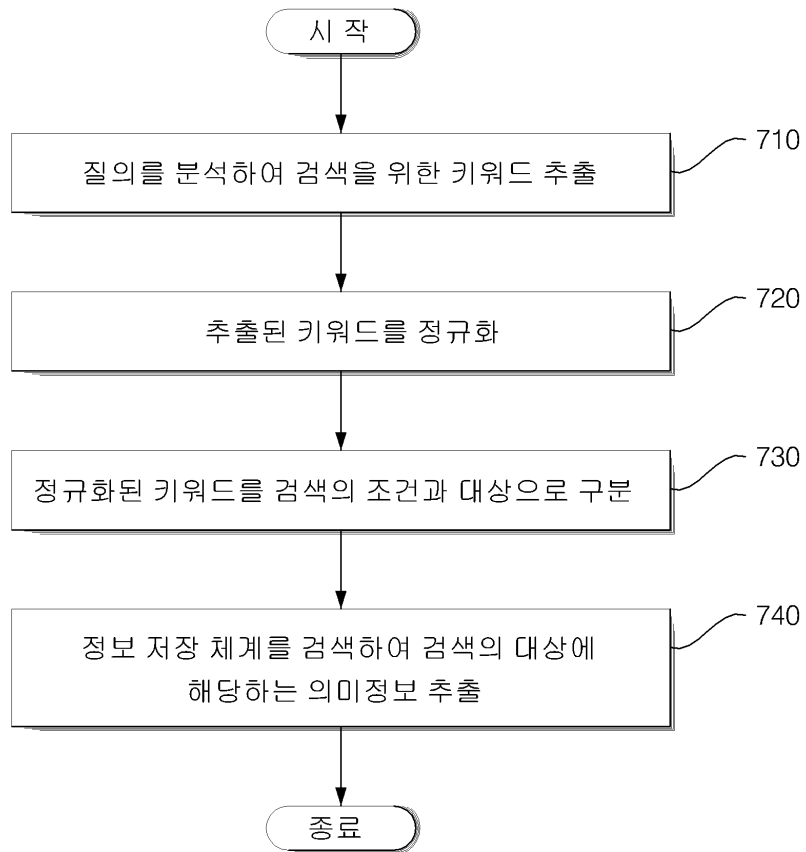 시 작
질의를 분석하여 검색을 위한 키워드 추출
710
추출된 키워드를 정규화
720
정규화된 키워드를 검색의 조건과 대상으로 구분
730
정보 저장 체계를 검색하여 검색의 대상에
해당하는 의미정보 추출
740
종료